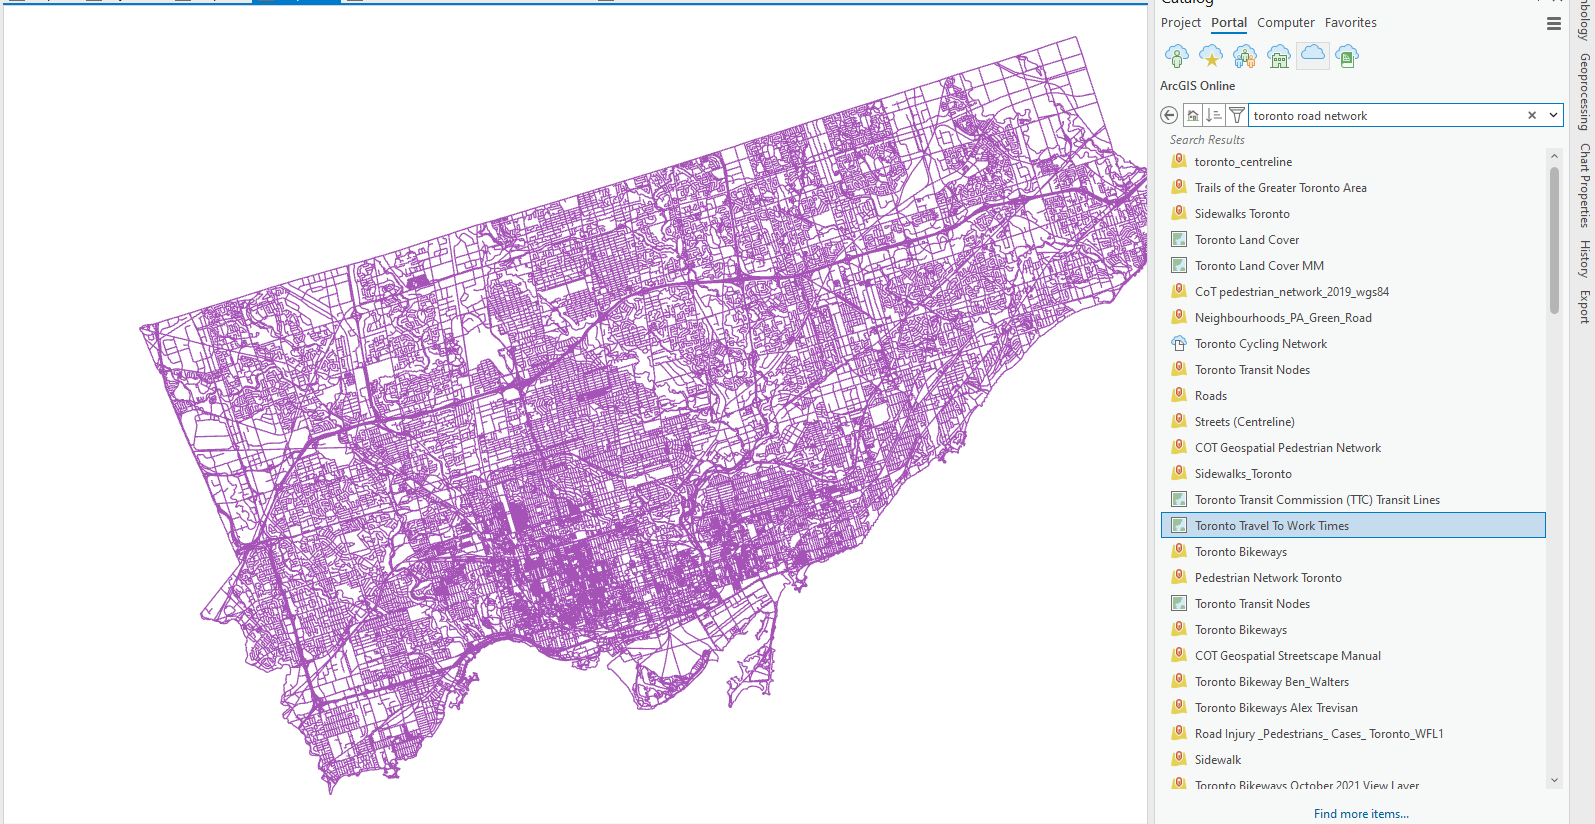 Catalog
Project Portal Computer Favorites
ArcGIS Online
toronto road network
Search Results
toronto_centreline
Trails of the Greater Toronto Area
Sidewalks Toronto
Toronto Land Cover
Toronto Land Cover MM
CoT pedestrian_network_2019_wgs84
Neighbourhoods_PA_Green_Road
Toronto Cycling Network
Toronto Transit Nodes
Roads
Streets (Centreline)
COT Geospatial Pedestrian Network
Sidewalks_Toronto
Toronto Transit Commission (TTC) Transit Lines
Toronto Travel To Work Times
Toronto Bikeways
Pedestrian Network Toronto
Toronto Transit Nodes
Toronto Bikeways
COT Geospatial Streetscape Manual
Toronto Bikeway Ben_Walters
Toronto Bikeways Alex Trevisan
Road Injury _Pedestrians_ Cases_ Toronto_WFL1
Sidewalk
Toronto Bikeways October 2021 View Layer
Find more items...
Geoprocessing
Chart Properties
History
Export